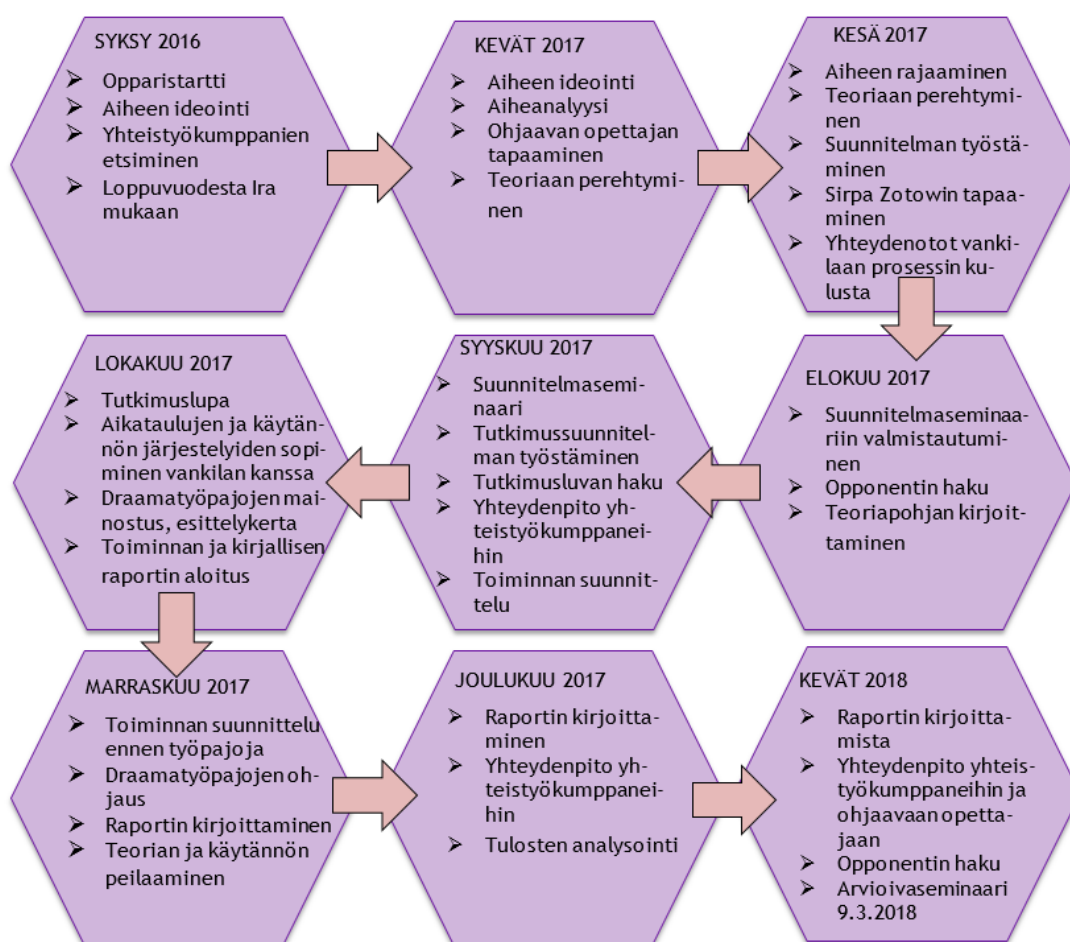 SYKSY 2016
Opparistartti
Aiheen ideointi
Yhteistyökumppanien
etsiminen
Loppuvuodesta Ira
mukaan
KEVÄT 2017
Aiheen ideointi
Aiheanalyysi
Ohjaavan opettajan
tapaaminen
Teoriaan perehtymi-
nen
KESÄ 2017
Aiheen rajaaminen
Teoriaan perehtymi-
nen
Suunnitelman työstä-
minen
Sirpa Zotowin tapaa-
minen
Yhteydenotot vanki-
laan prosessin ku-
lusta
ELOKUU 2017
Suunnitelmaseminaa-
riin valmistautumi-
nen
Opponentin haku
Teoriapohjan kirjoit-
taminen
SYYSKUU 2017
Suunnitelmasemi-
naari
Tutkimussuunnitel-
man työstäminen
Tutkimusluvan haku
Yhteydenpito yh-
teistyökumppanei-
hin
Toiminnan suunnit-
telu
LOKAKUU 2017
Tutkimuslupa
Aikataulujen ja käytän-
nön järjestelyiden sopi-
minen vankilan kanssa
Draamatyöpajojen mai-
nostus, esittelykerta
Toiminnan ja kirjallisen
raportin aloitus
MARRASKUU 2017
Toiminnan suunnittelu
ennen työpajoja
Draamatyöpajojen oh-
jaus
Raportin kirjoittaminen
Teorian ja käytännön
peilaaminen
JOULUKUU 2017
Raportin kirjoitta-
minen
Yhteydenpito yh-
teistyökumppanei-
hin
Tulosten analysointi
KEVÄT 2018
Raportin kirjoitta-
mista
Yhteydenpito yhteis-
työkumppaneihin ja
ohjaavaan opetta-
jaan
Opponentin haku
Arvioivaseminaari
9.3.2018